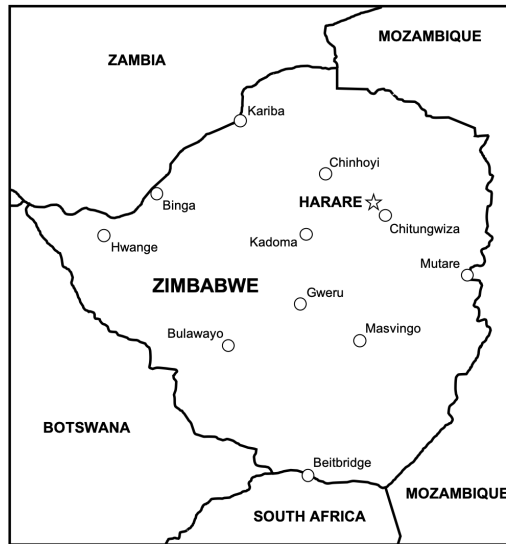 MOZAMBIQUE
ZAMBIA
Kariba
Chinhoyi
Binga
HARARE
Chitungwiza
Hwange
Kadoma
Mutare
ZIMBABWE
Gweru
Bulawayo
Masvingo
BOTSWANA
Beitbridge
MOZAMBIQUE
SOUTH AFRICA